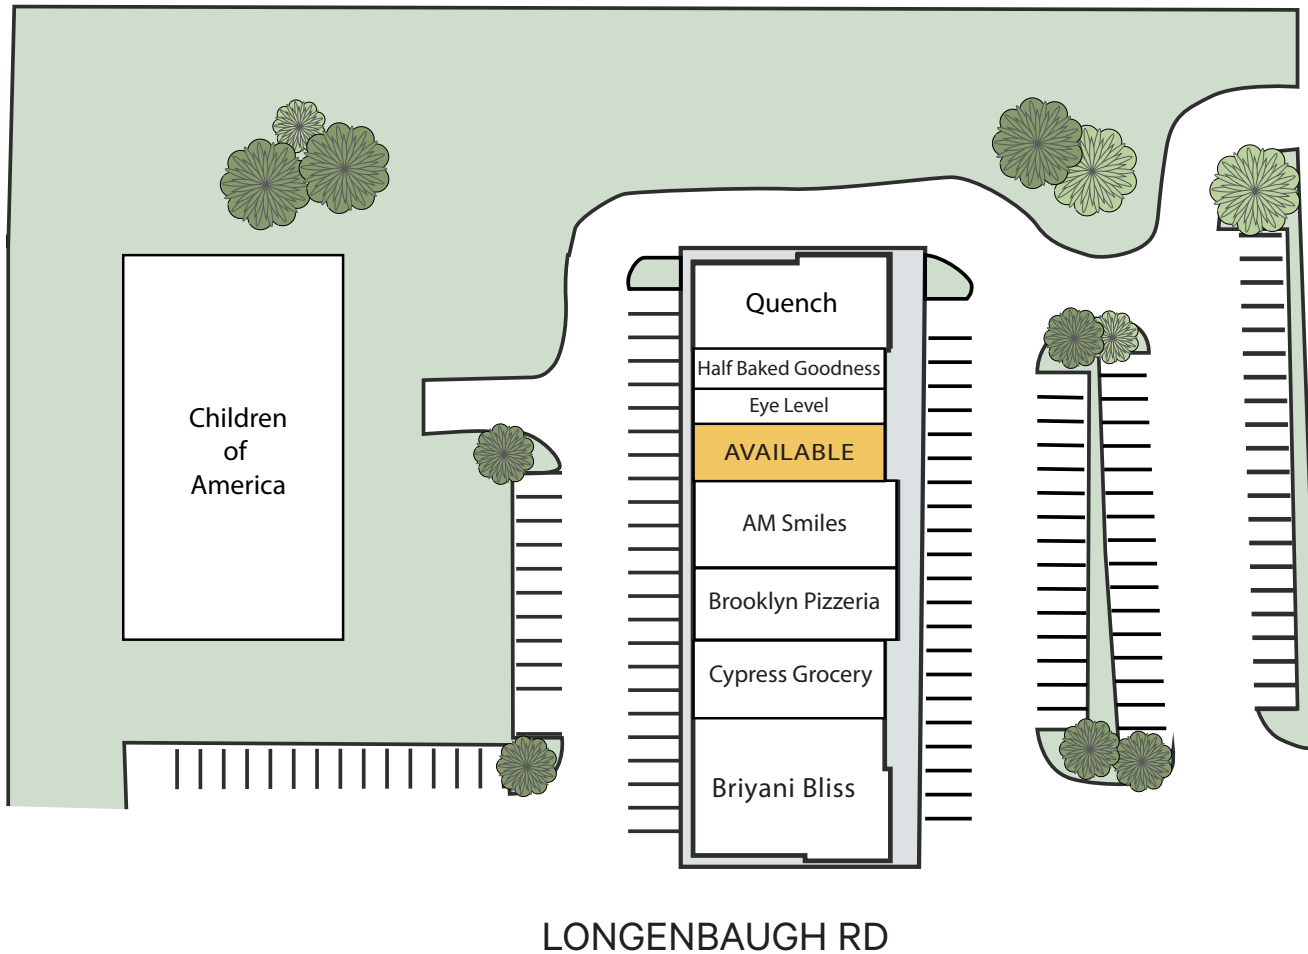 Quench
Half Baked Goodness
Eye Level
AVAILABLE
Children
of
America
AM Smiles
Brooklyn Pizzeria
Cypress Grocery
Briyani Bliss
LONGENBAUGH RD